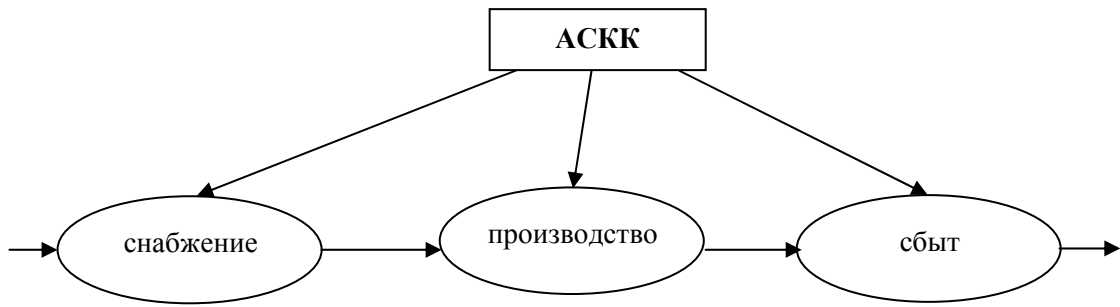 АСКК
снабжение
производство
сбыт